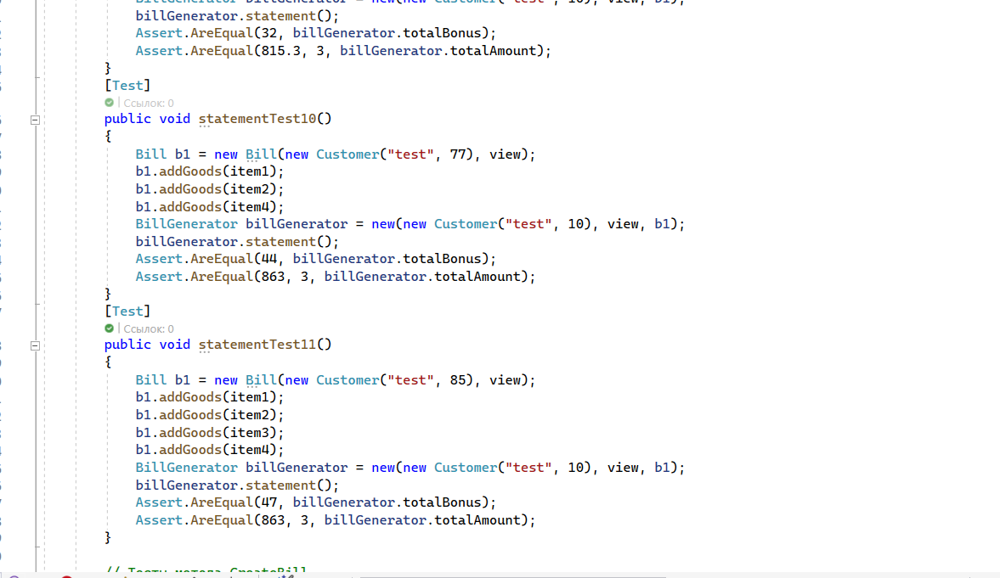 BillGenerator billGenerator = new(new Customer("test", 10), view, b1);
billGenerator.statement();
Assert.AreEqual(32, billGenerator.totalBonus);
Assert.AreEqual(815.3, 3, billGenerator.totalAmount);
}
[Test]
| Ссылок: 0
public void statementTest10()
{
Bill b1 = new Bill(new Customer("test", 77), view);
b1.addGoods(item1);
b1.addGoods(item2);
b1.addGoods(item4);
BillGenerator billGenerator = new(new Customer("test", 10), view, b1);
billGenerator.statement();
Assert.AreEqual(44, billGenerator.totalBonus);
Assert.AreEqual(863, 3, billGenerator.totalAmount);
}
[Test]
| Ссылок: 0
public void statementTest11()
{
Bill b1 = new Bill(new Customer("test", 85), view);
b1.addGoods(item1);
b1.addGoods(item2);
b1.addGoods(item3);
b1.addGoods(item4);
BillGenerator billGenerator = new(new Customer("test", 10), view, b1);
billGenerator.statement();
Assert.AreEqual(47, billGenerator.totalBonus);
Assert.AreEqual(863, 3, billGenerator.totalAmount);
}
// Тесты метода CreateBill